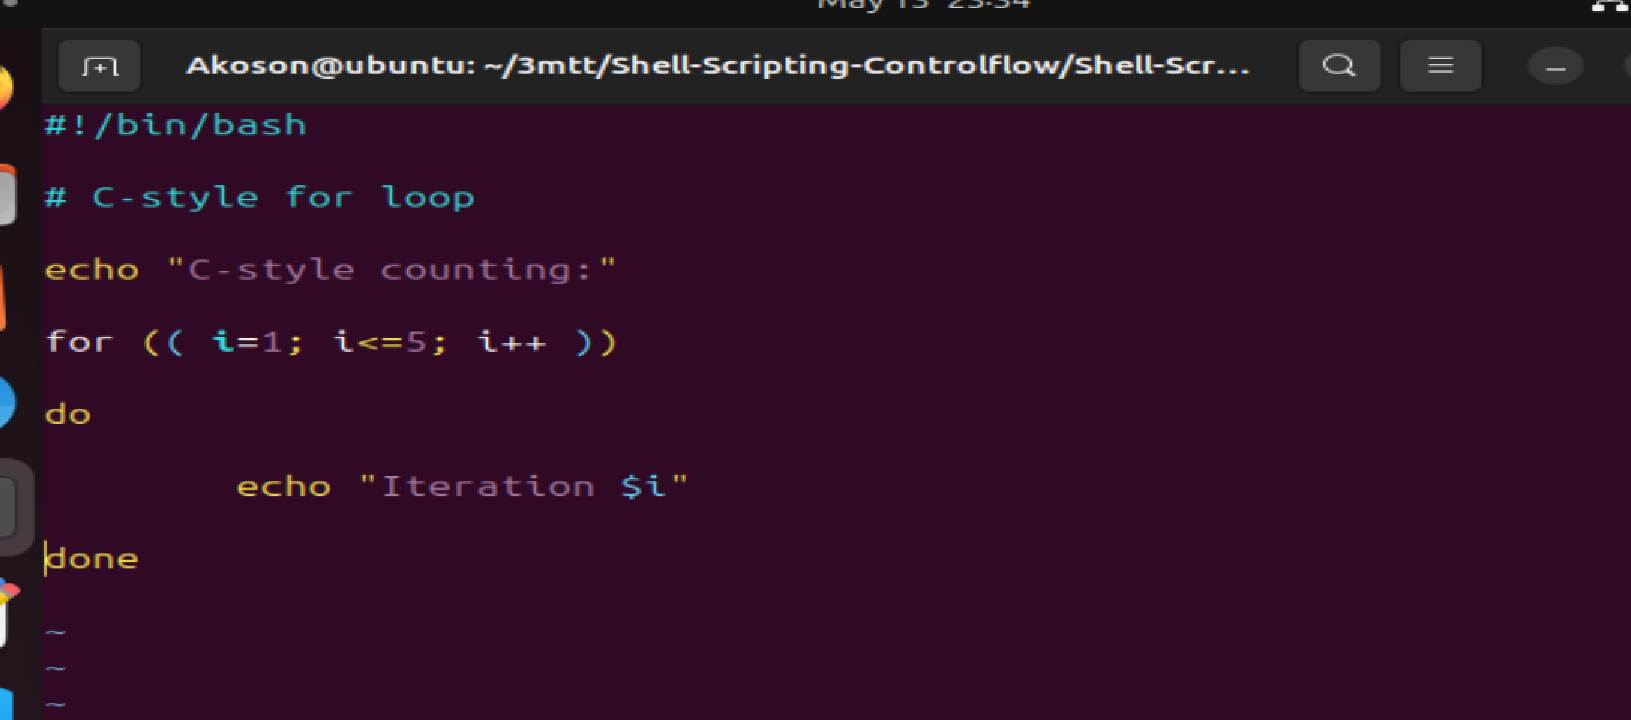 May 13 23:34
Akoson@ubuntu: ~/3mtt/Shell-Scripting-Controlflow/Shell-Scr...
#!/bin/bash
# C-style for loop
echo "C-style counting:"
for (( i=1; i<=5; i++ ))
do
        echo "Iteration $i"
done
~
~
~